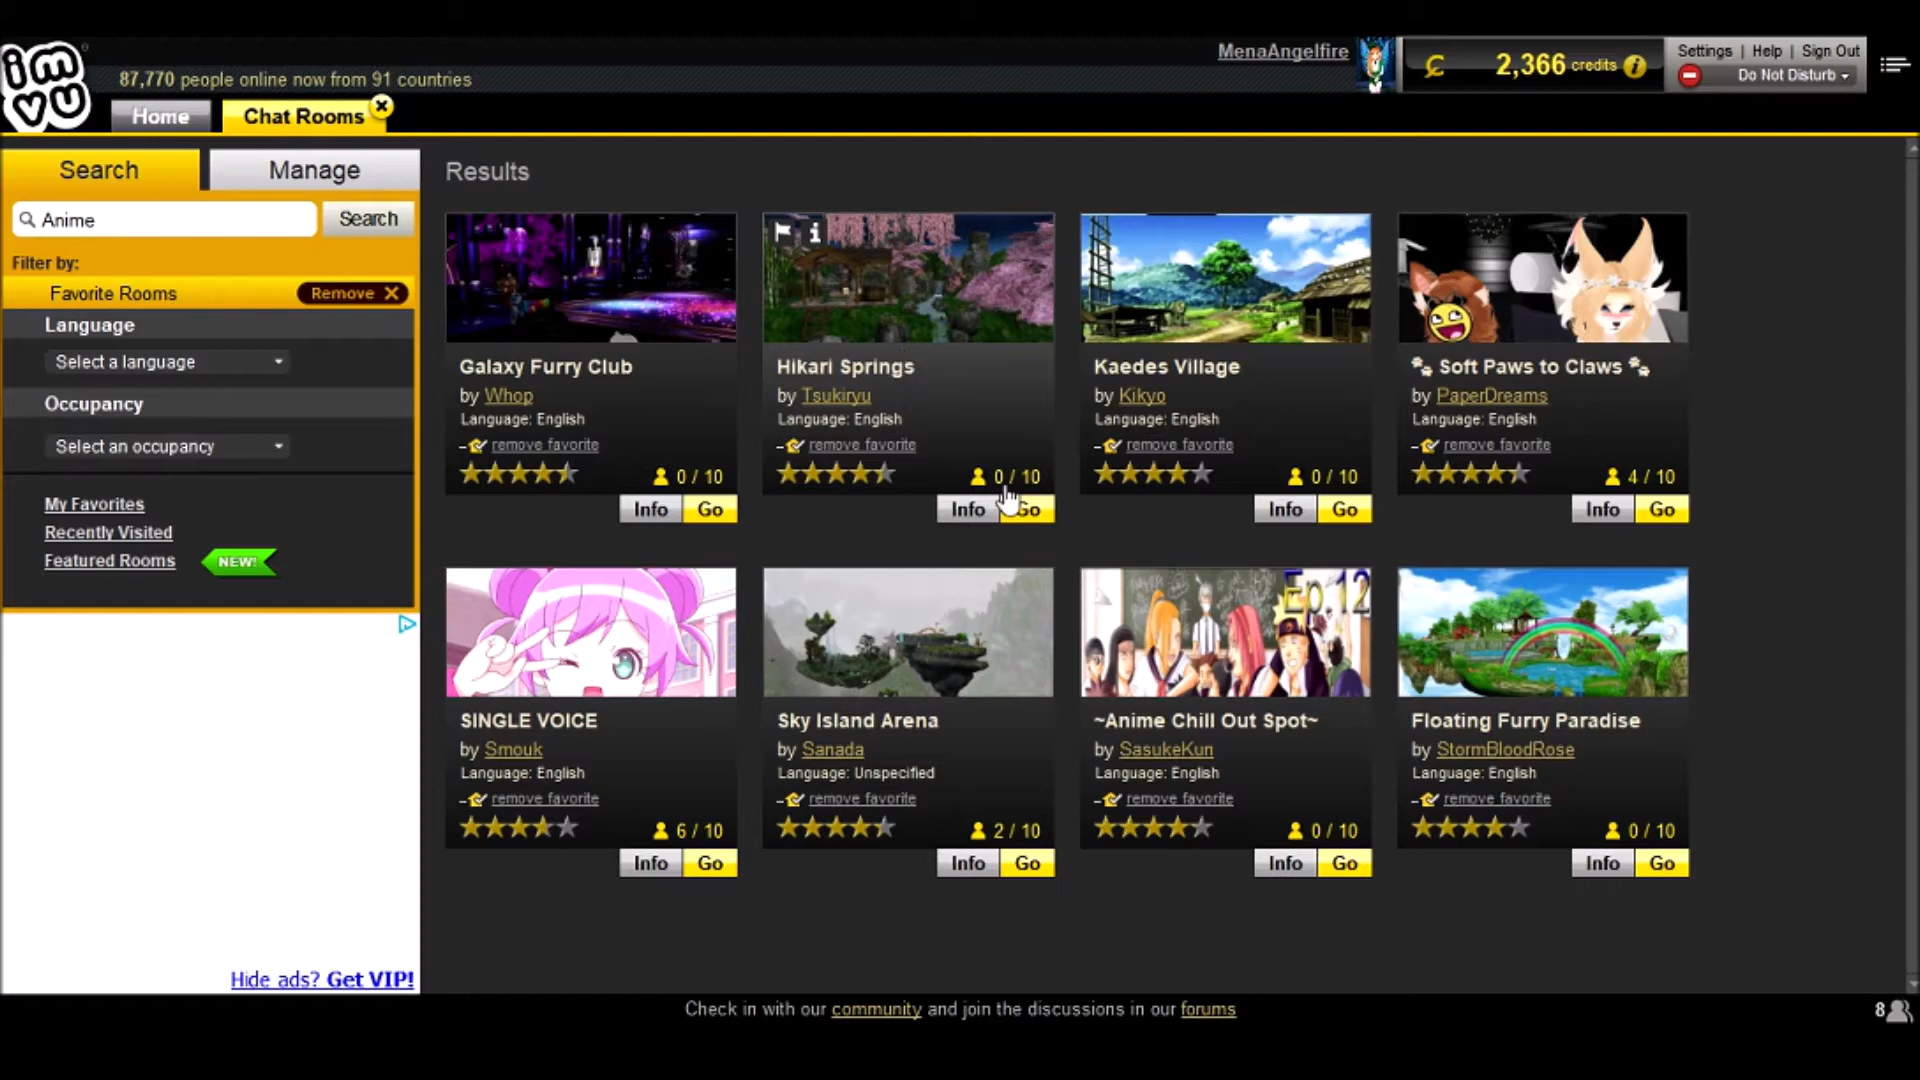 imvu
87,770 people online now from 91 countries
MenaAngelfire
2,366 credits
Settings | Help | Sign Out
Do Not Disturb
Home
Chat Rooms
Search
Manage
Anime
Search
Filter by:
Favorite Rooms
Remove X
Language
Select a language
Occupancy
Select an occupancy
My Favorites
Recently Visited
Featured Rooms
NEW!
Hide ads? Get VIP!
Results
Galaxy Furry Club
by Whop
Language: English
remove favorite
0 / 10
Info
Go
Hikari Springs
by Tsukiryu
Language: English
remove favorite
0 / 10
Info
Go
Kaedes Village
by Kikyo
Language: English
remove favorite
0 / 10
Info
Go
Soft Paws to Claws
by PaperDreams
Language: English
remove favorite
4 / 10
Info
Go
SINGLE VOICE
by Smouk
Language: English
remove favorite
6 / 10
Info
Go
Sky Island Arena
by Sanada
Language: Unspecified
remove favorite
2 / 10
Info
Go
Ep.12
~Anime Chill Out Spot~
by SasukeKun
Language: English
remove favorite
0 / 10
Info
Go
Floating Furry Paradise
by StormBloodRose
Language: English
remove favorite
0 / 10
Info
Go
Check in with our community and join the discussions in our forums
8